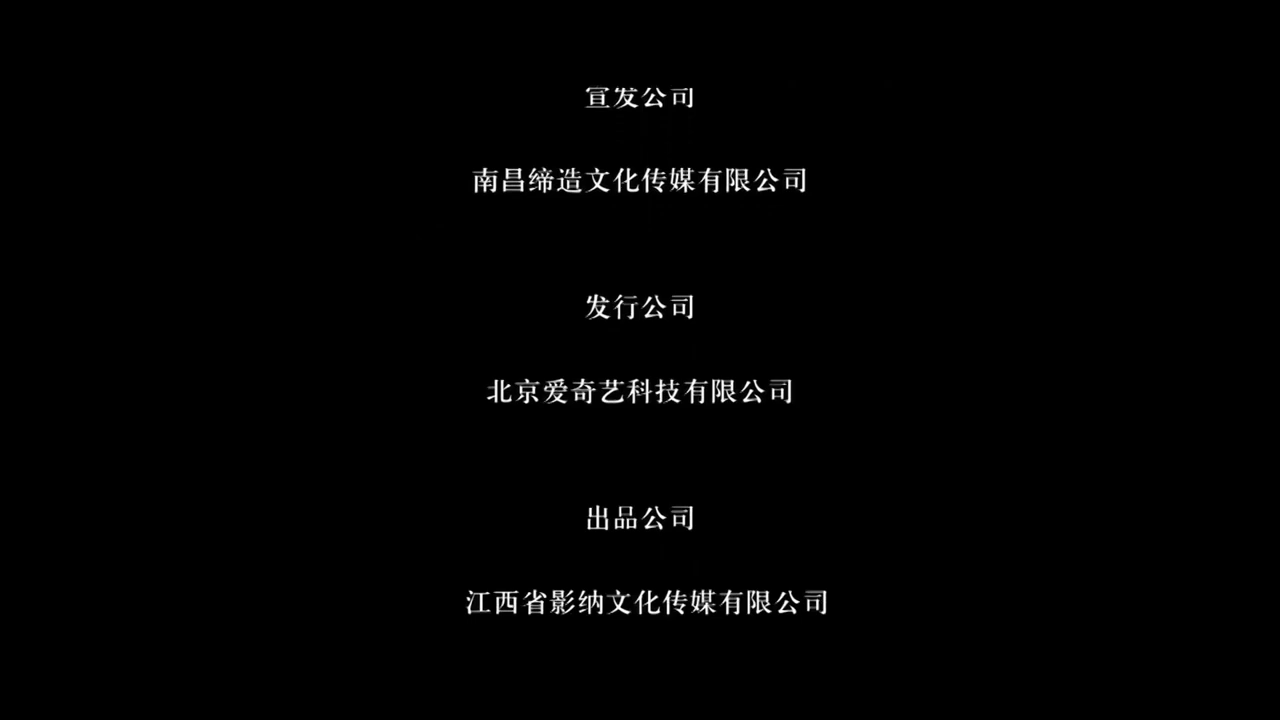 宣发公司
南昌缔造文化传媒有限公司
发行公司
北京爱奇艺科技有限公司
出品公司
江西省影纳文化传媒有限公司